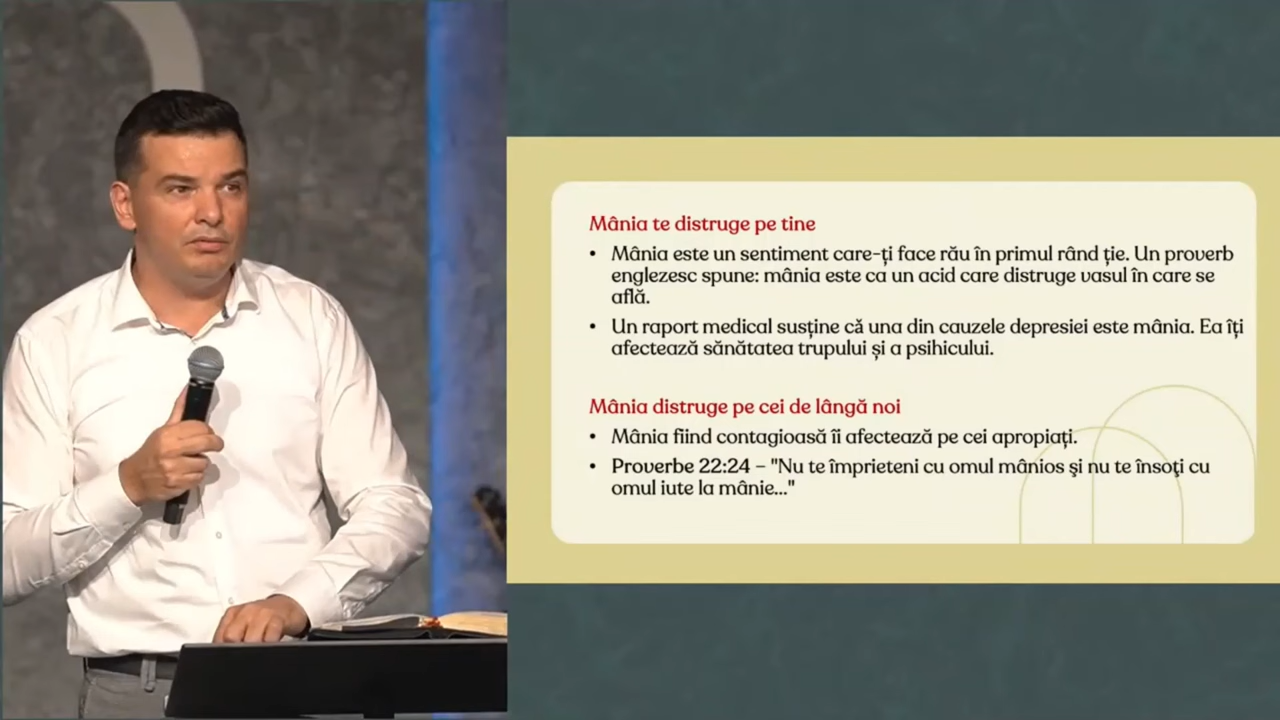 Mânia te distruge pe tine
• Mânia este un sentiment care-ți face rău în primul rând ție. Un proverb
englezesc spune: mânia este ca un acid care distruge vasul în care se
află.
• Un raport medical susține că una din cauzele depresiei este mânia. Ea îți
afectează sănătatea trupului și a psihicului.
Mânia distruge pe cei de lângă noi
• Mânia fiind contagioasă îi afectează pe cei apropiați.
• Proverbe 22:24 – "Nu te împrieteni cu omul mânios şi nu te însoţi cu
omul iute la mânie..."